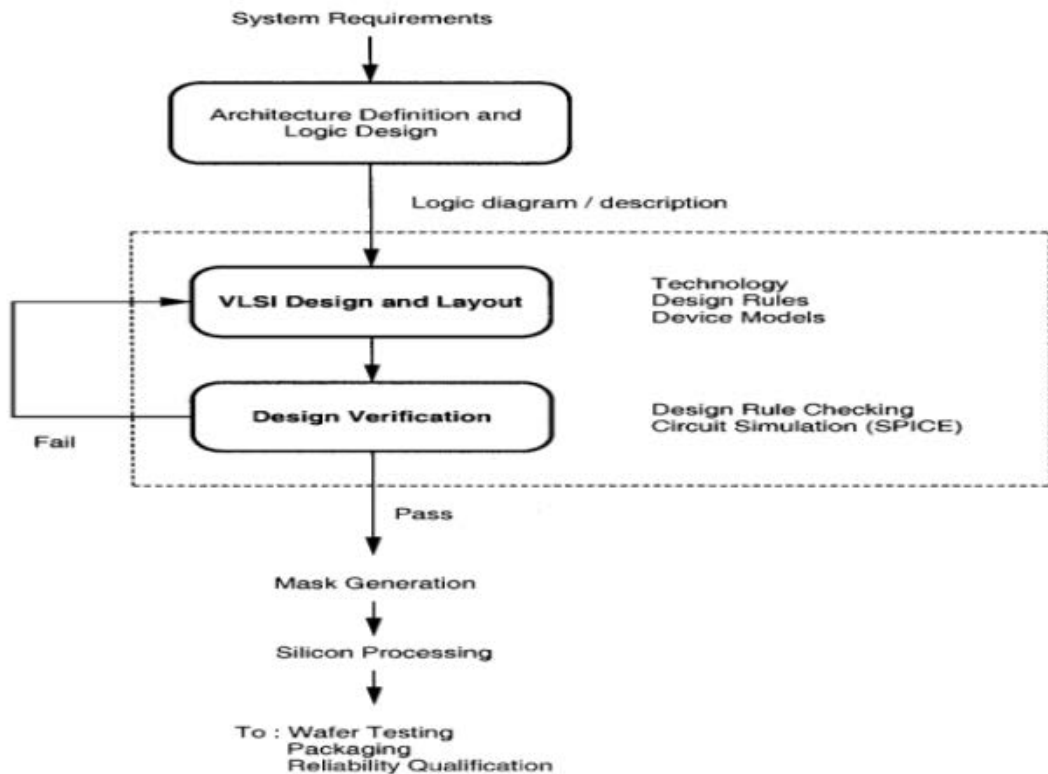 System Requirements
Architecture Definition and
Logic Design
Logic diagram / description
VLSI Design and Layout
Technology
Design Rules
Device Models
Design Verification
Design Rule Checking
Circuit Simulation (SPICE)
Fail
Pass
Mask Generation
Silicon Processing
To : Wafer Testing
Packaging
Reliability Qualification